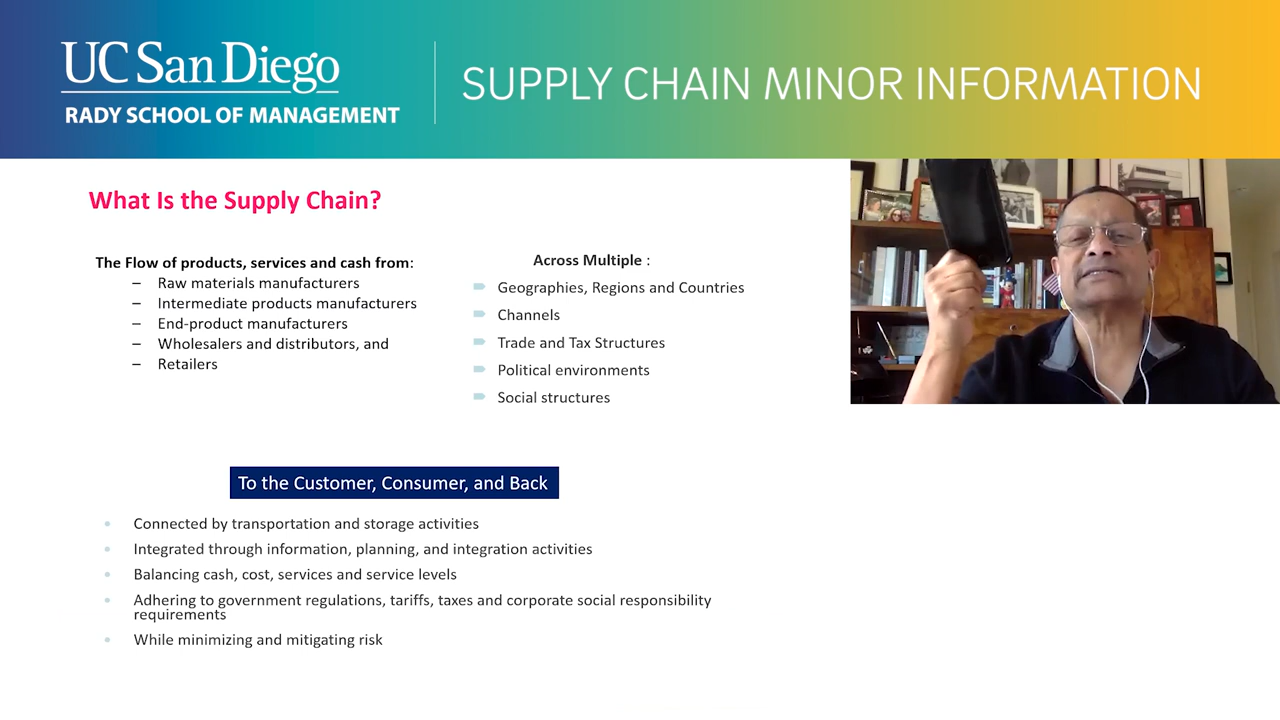 UC San Diego
RADY SCHOOL OF MANAGEMENT
SUPPLY CHAIN MINOR INFORMATION
What Is the Supply Chain?
The Flow of products, services and cash from:
– Raw materials manufacturers
– Intermediate products manufacturers
– End-product manufacturers
– Wholesalers and distributors, and
– Retailers
Across Multiple :
Geographies, Regions and Countries
Channels
Trade and Tax Structures
Political environments
Social structures
To the Customer, Consumer, and Back
• Connected by transportation and storage activities
• Integrated through information, planning, and integration activities
• Balancing cash, cost, services and service levels
• Adhering to government regulations, tariffs, taxes and corporate social responsibility
requirements
• While minimizing and mitigating risk